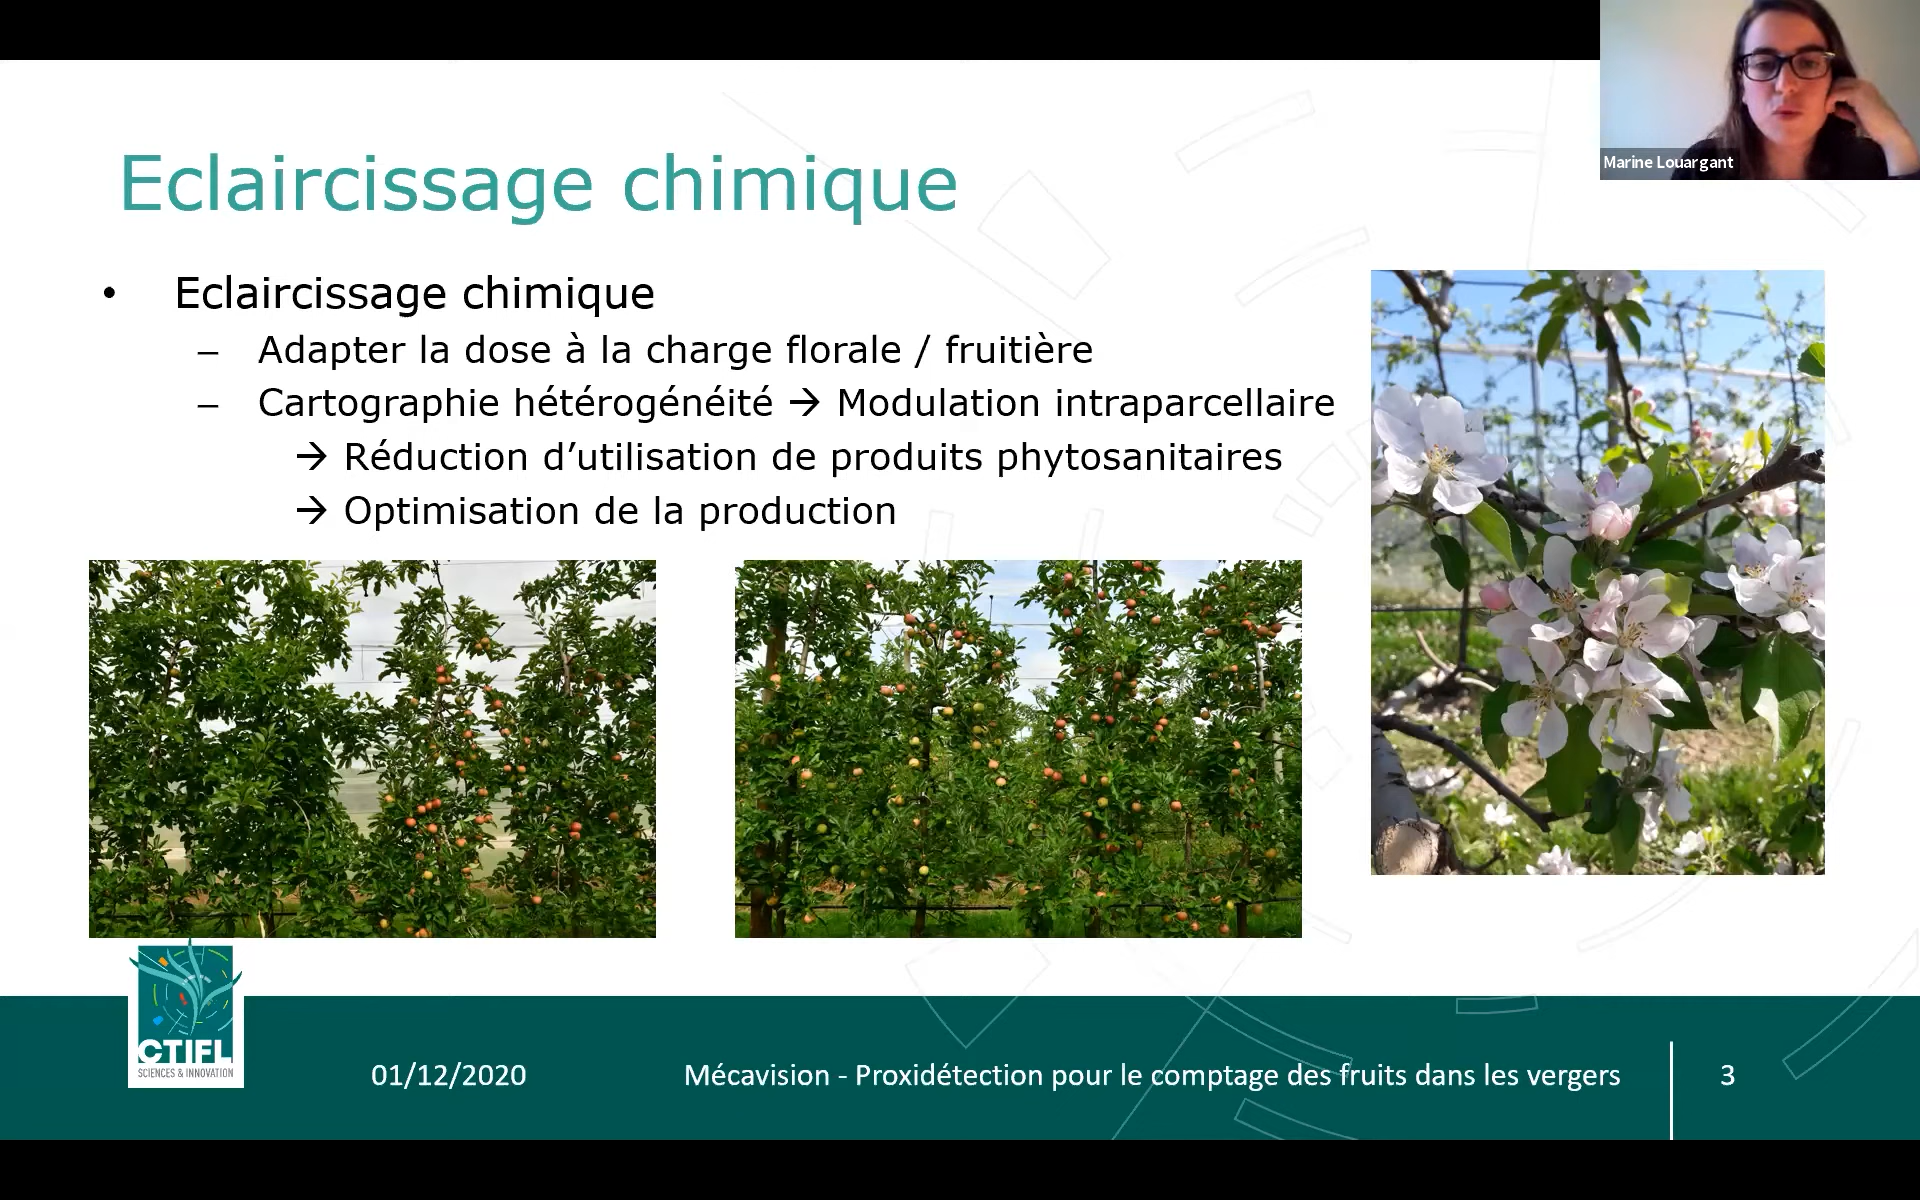 Marine Louargant
Eclaircissage chimique
• Eclaircissage chimique
– Adapter la dose à la charge florale / fruitière
– Cartographie hétérogénéité → Modulation intraparcellaire
→ Réduction d’utilisation de produits phytosanitaires
→ Optimisation de la production
CTIFL
SCIENCES & INNOVATION
01/12/2020
Mécavision - Proxidétection pour le comptage des fruits dans les vergers
3